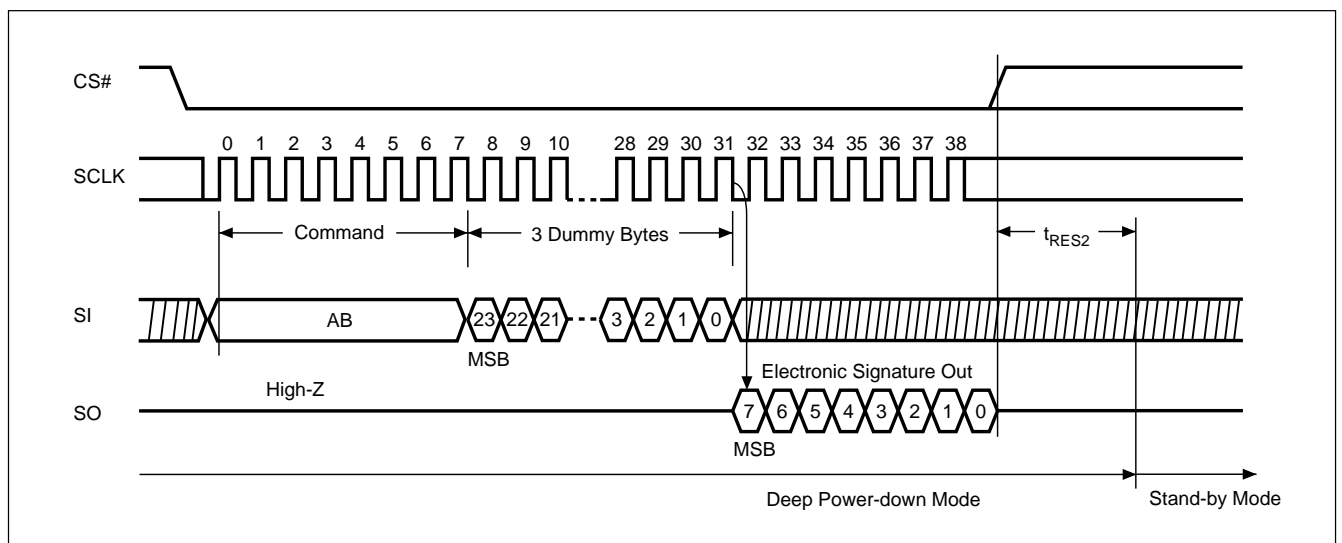 CS#
0 1 2 3 4 5 6 7 8 9 10 28 29 30 31 32 33 34 35 36 37 38
SCLK
Command 3 Dummy Bytes tRES2
SI AB 23 22 21 3 2 1 0
MSB
Electronic Signature Out
High-Z
SO 7 6 5 4 3 2 1 0
MSB
Deep Power-down Mode Stand-by Mode